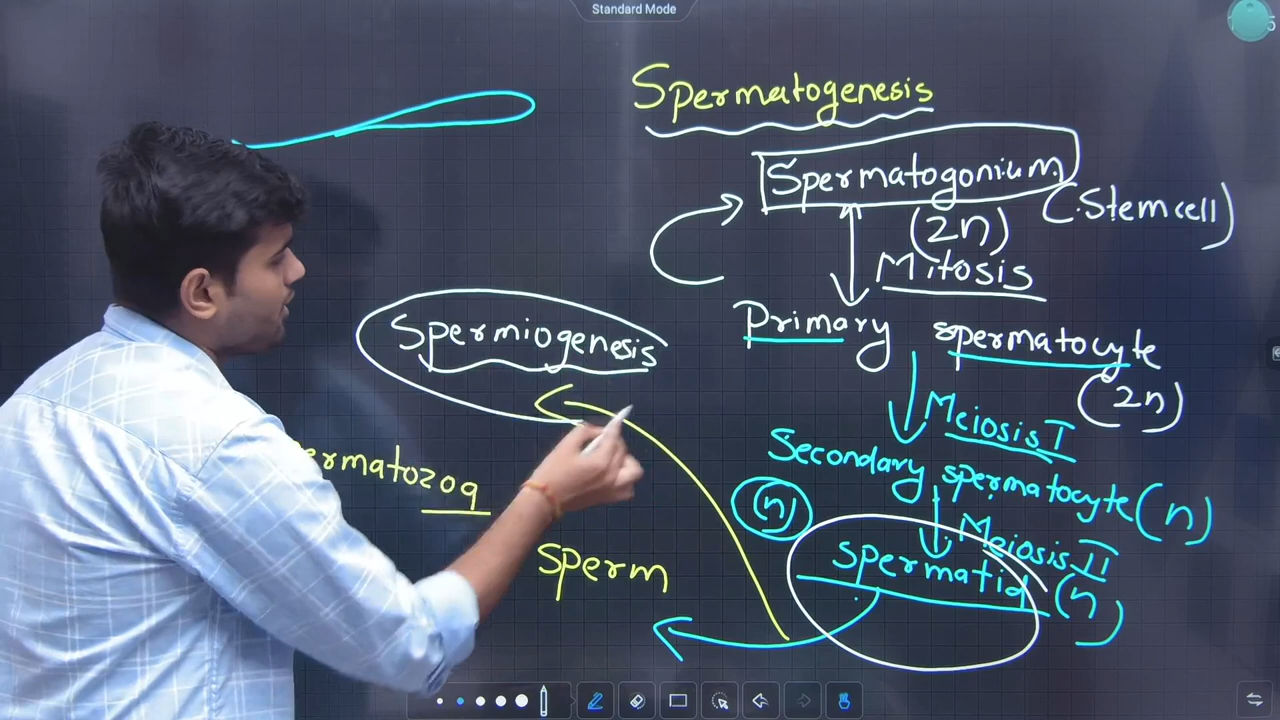 Standard Mode
Spermatogenesis
Spermatogonium
(Stem cell)
(2n)
Mitosis
Primary spermatocyte
(2n)
Spermiogenesis
Meiosis I
Secondary spermatocyte (n)
ermatozoa
(n)
Meiosis II
spermatid (n)
sperm